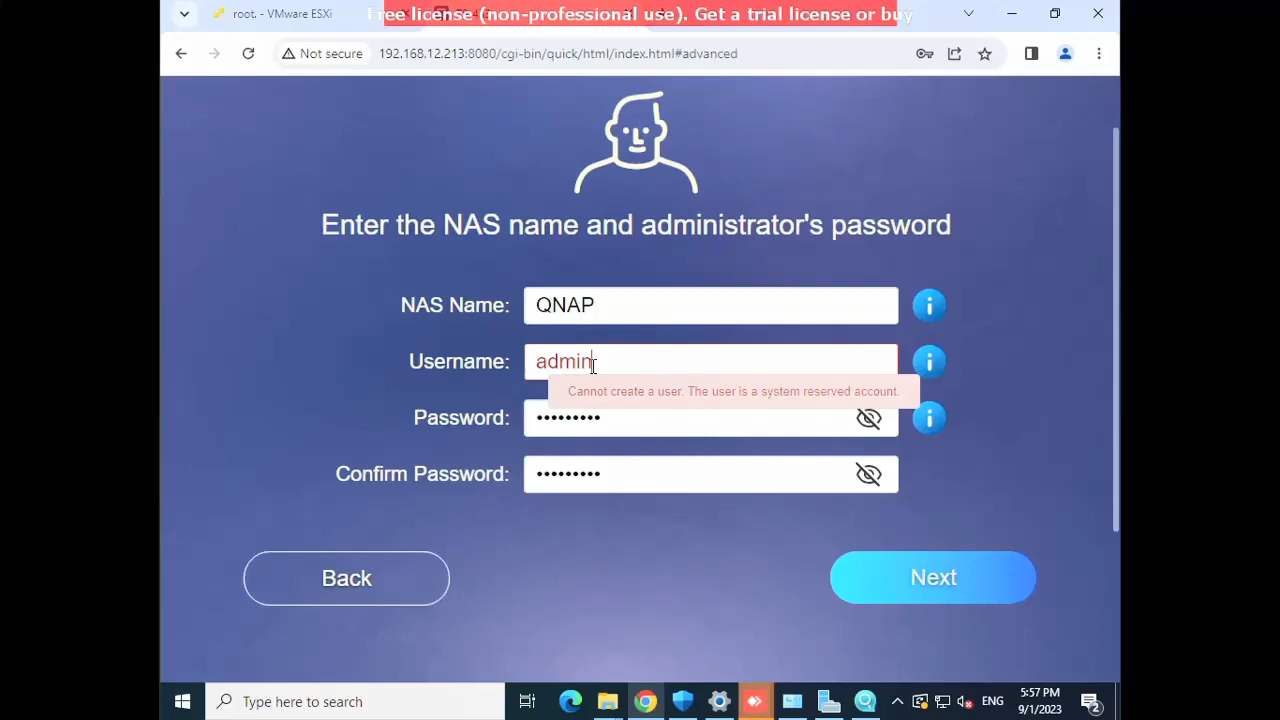 Free license (non-professional use). Get a trial license or buy
root. - VMware ESXi
Not secure
192.168.12.213:8080/cgi-bin/quick/html/index.html#advanced
Enter the NAS name and administrator's password
NAS Name: QNAP
Username: admin
Cannot create a user. The user is a system reserved account.
Password: •••••••••
Confirm Password: •••••••••
Back
Next
Type here to search
ENG
5:57 PM
9/1/2023
2